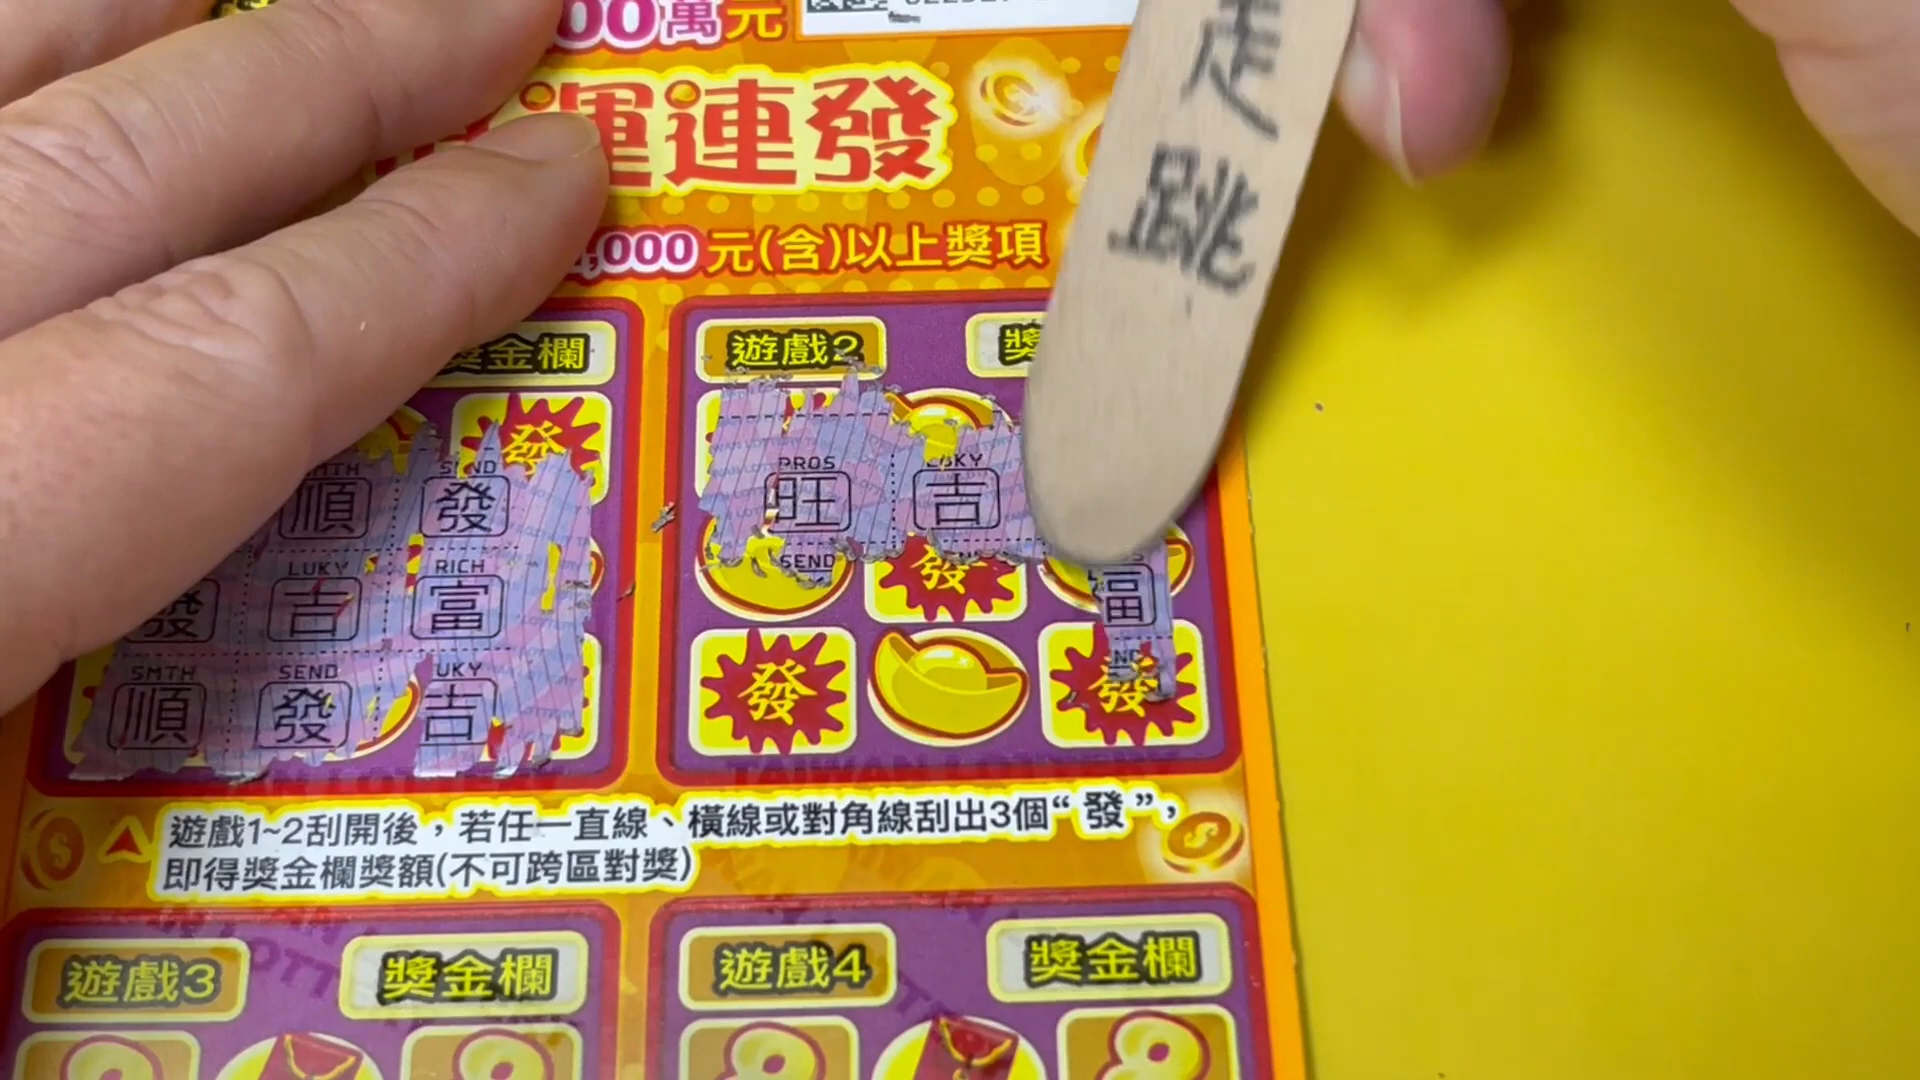 00萬元
走
跳
運連發
,000元(含)以上獎項
獎金欄
遊戲2
獎
發
SEND
順
發
PROS
旺
LUKY
吉
LUKY
RICH
發
吉
富
SEND
發
福
SMTH
SEND
UKY
順
發
吉
發
發
遊戲1~2刮開後，若任一直線、橫線或對角線刮出3個“發”，
即得獎金欄獎額(不可跨區對獎)
遊戲3
獎金欄
遊戲4
獎金欄